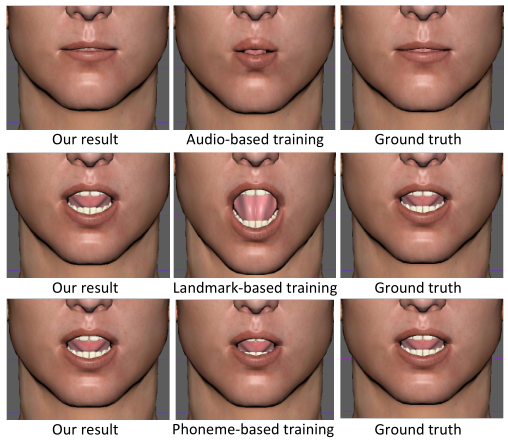 Our result Audio-based training Ground truth
Our result Landmark-based training Ground truth
Our result Phoneme-based training Ground truth